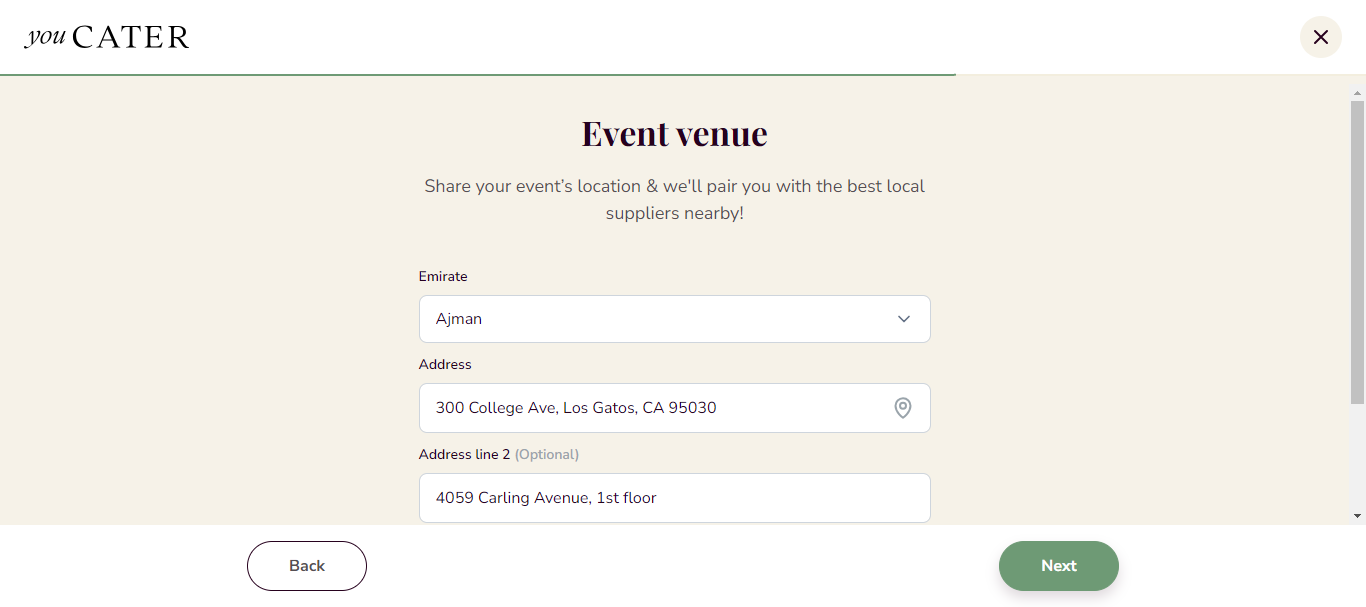 you CATER
Event venue
Share your event’s location & we'll pair you with the best local
suppliers nearby!
Emirate
Ajman
Address
300 College Ave, Los Gatos, CA 95030
Address line 2 (Optional)
4059 Carling Avenue, 1st floor
Back
Next